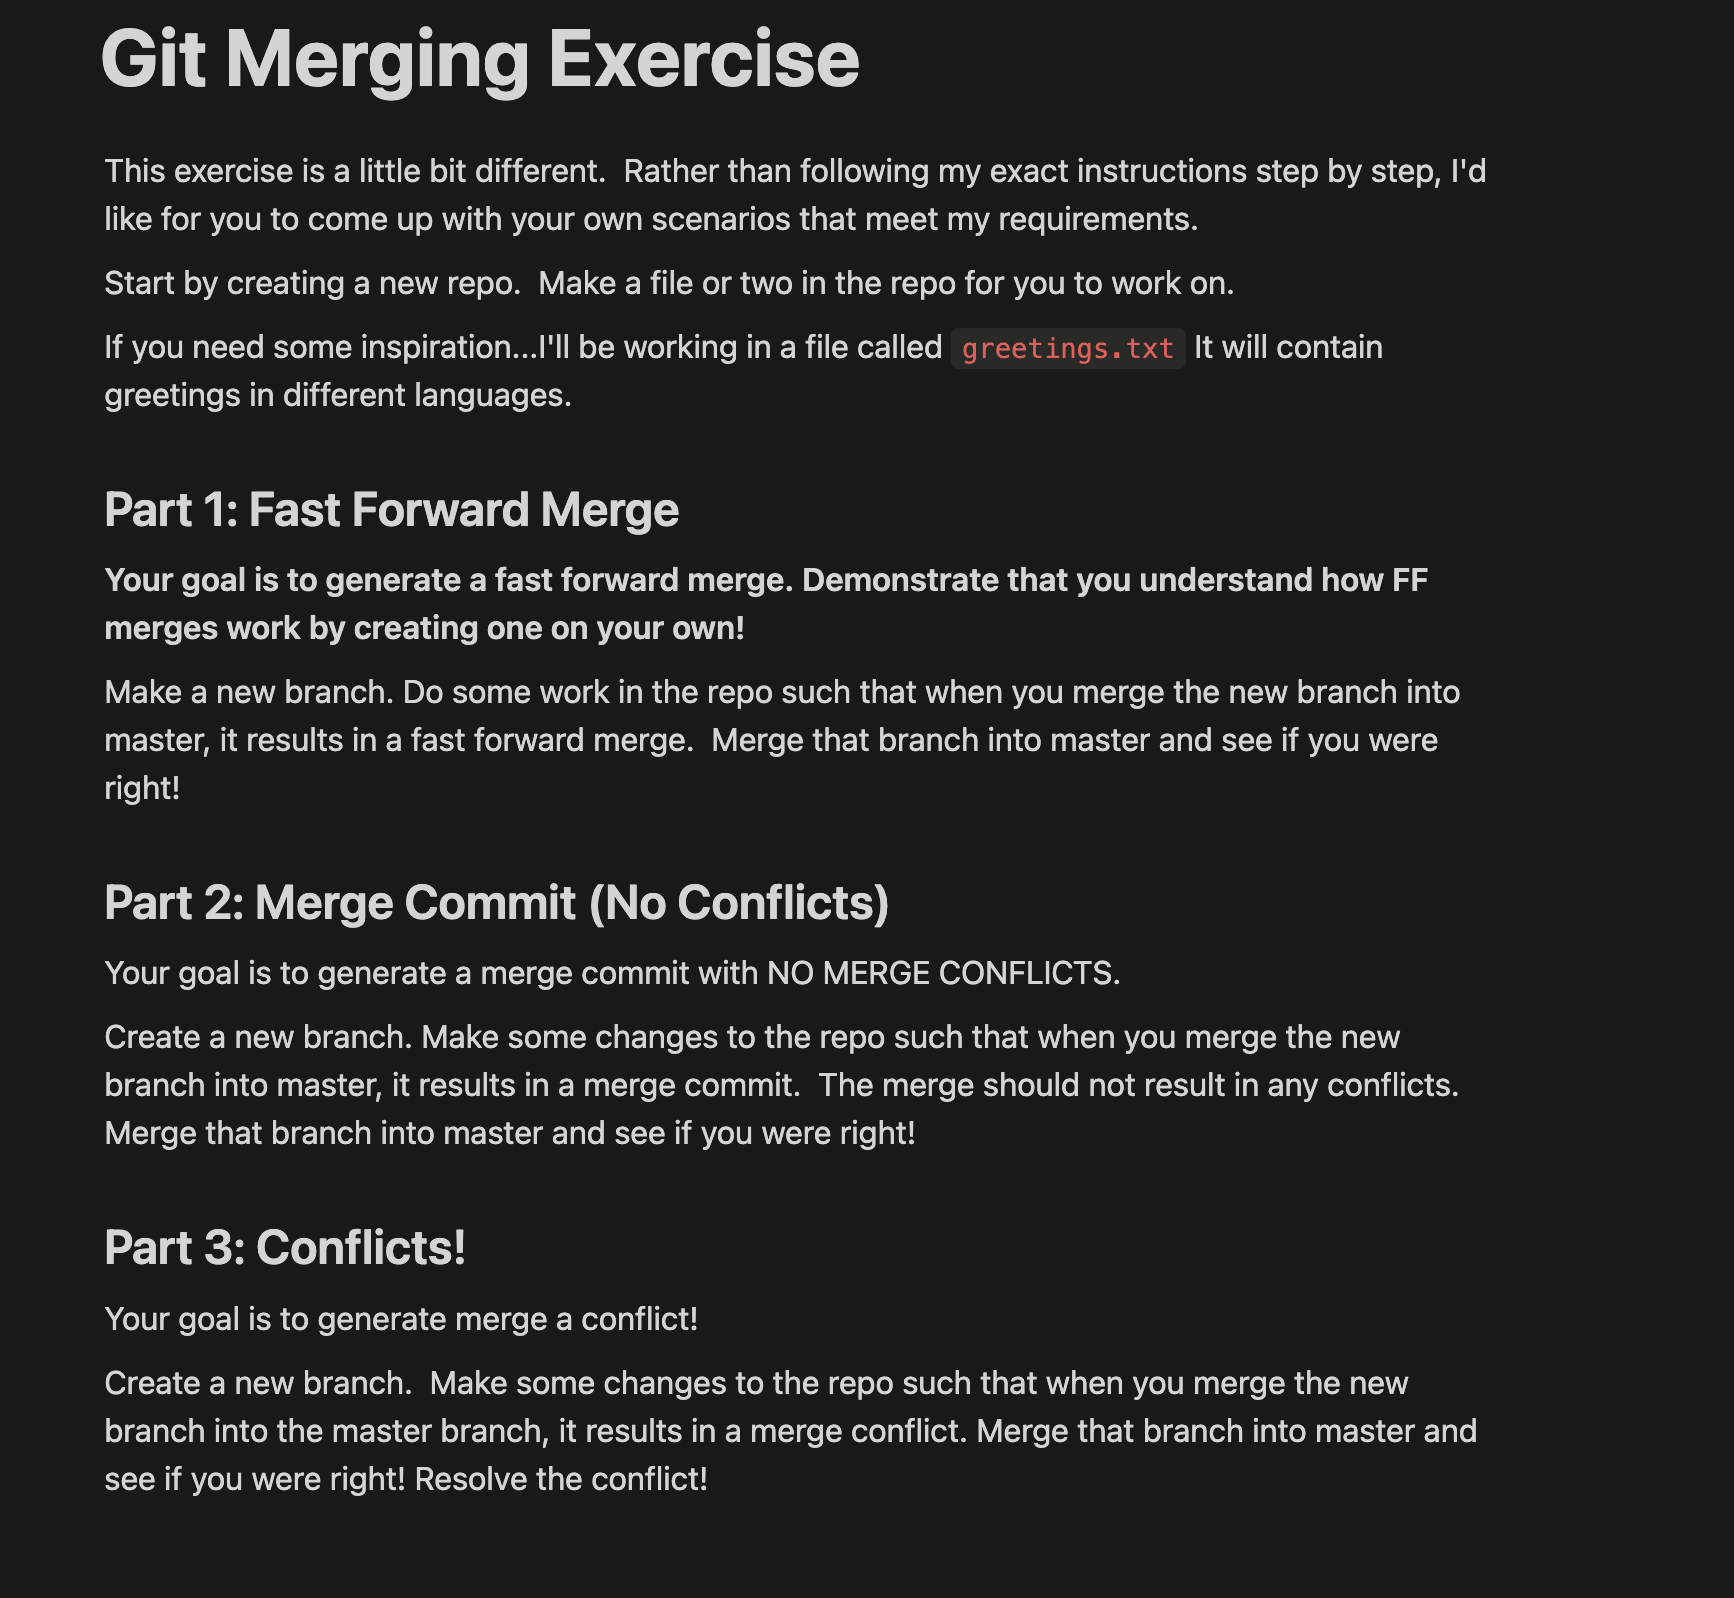 Git Merging Exercise
This exercise is a little bit different.  Rather than following my exact instructions step by step, I'd
like for you to come up with your own scenarios that meet my requirements.
Start by creating a new repo.  Make a file or two in the repo for you to work on.
If you need some inspiration...I'll be working in a file called greetings.txt It will contain
greetings in different languages.
Part 1: Fast Forward Merge
Your goal is to generate a fast forward merge. Demonstrate that you understand how FF
merges work by creating one on your own!
Make a new branch. Do some work in the repo such that when you merge the new branch into
master, it results in a fast forward merge.  Merge that branch into master and see if you were
right!
Part 2: Merge Commit (No Conflicts)
Your goal is to generate a merge commit with NO MERGE CONFLICTS.
Create a new branch. Make some changes to the repo such that when you merge the new
branch into master, it results in a merge commit.  The merge should not result in any conflicts.
Merge that branch into master and see if you were right!
Part 3: Conflicts!
Your goal is to generate merge a conflict!
Create a new branch.  Make some changes to the repo such that when you merge the new
branch into the master branch, it results in a merge conflict. Merge that branch into master and
see if you were right! Resolve the conflict!